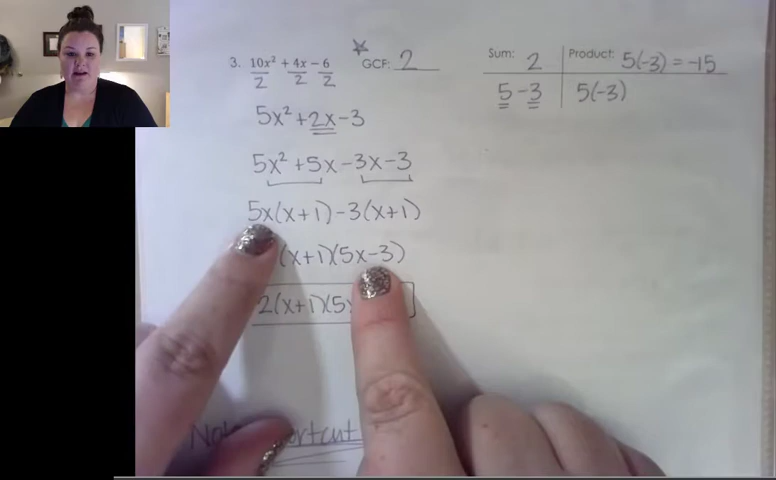 3. 10x² + 4x − 6
2 2 2
GCF: 2
5x² + 2x − 3
5x² + 5x − 3x − 3
5x(x+1) − 3(x+1)
(x+1)(5x−3)
2(x+1)(5x
Sum: 2
Product: 5(−3) = −15
5 − 3
5(−3)